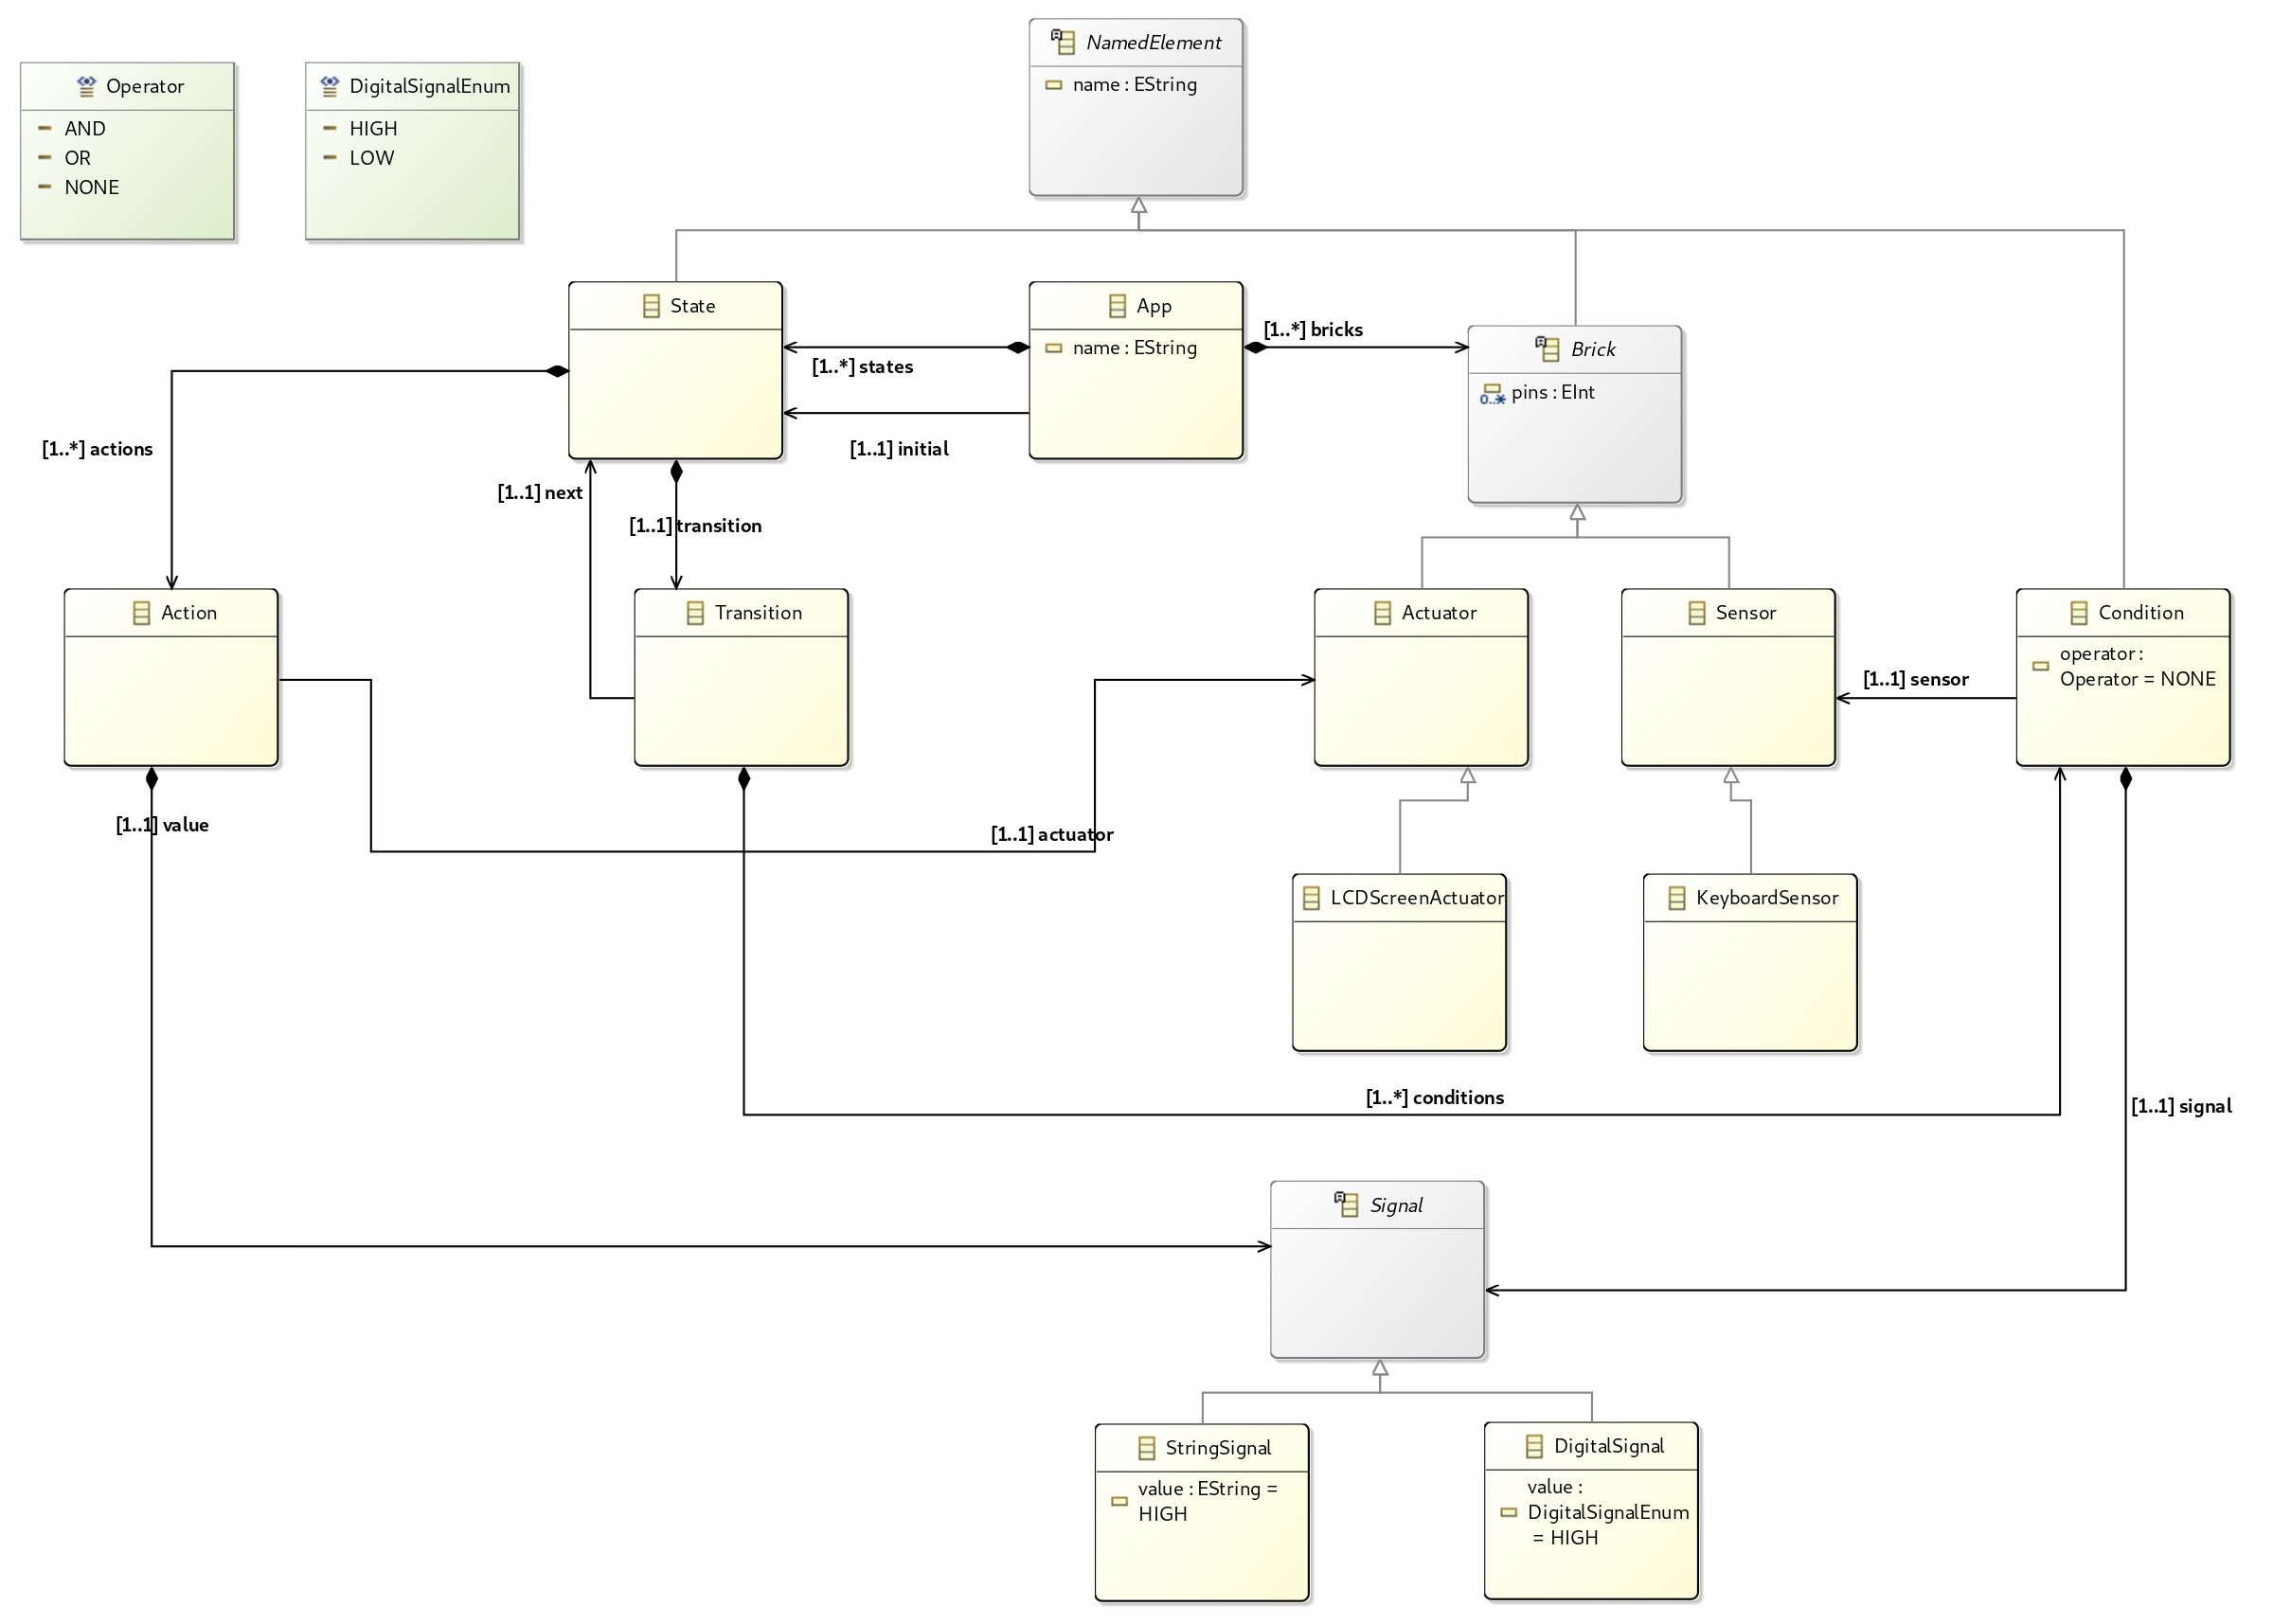 NamedElement
name : EString
Operator
AND
OR
NONE
DigitalSignalEnum
HIGH
LOW
State
App
name : EString
[1..*] bricks
[1..*] states
[1..1] initial
Brick
pins : EInt
0..*
[1..*] actions
[1..1] next
[1..1] transition
Action
Transition
Actuator
Sensor
Condition
operator :
Operator = NONE
[1..1] sensor
[1..1] value
[1..1] actuator
LCDScreenActuator
KeyboardSensor
[1..*] conditions
[1..1] signal
Signal
StringSignal
value : EString =
HIGH
DigitalSignal
value :
DigitalSignalEnum
= HIGH